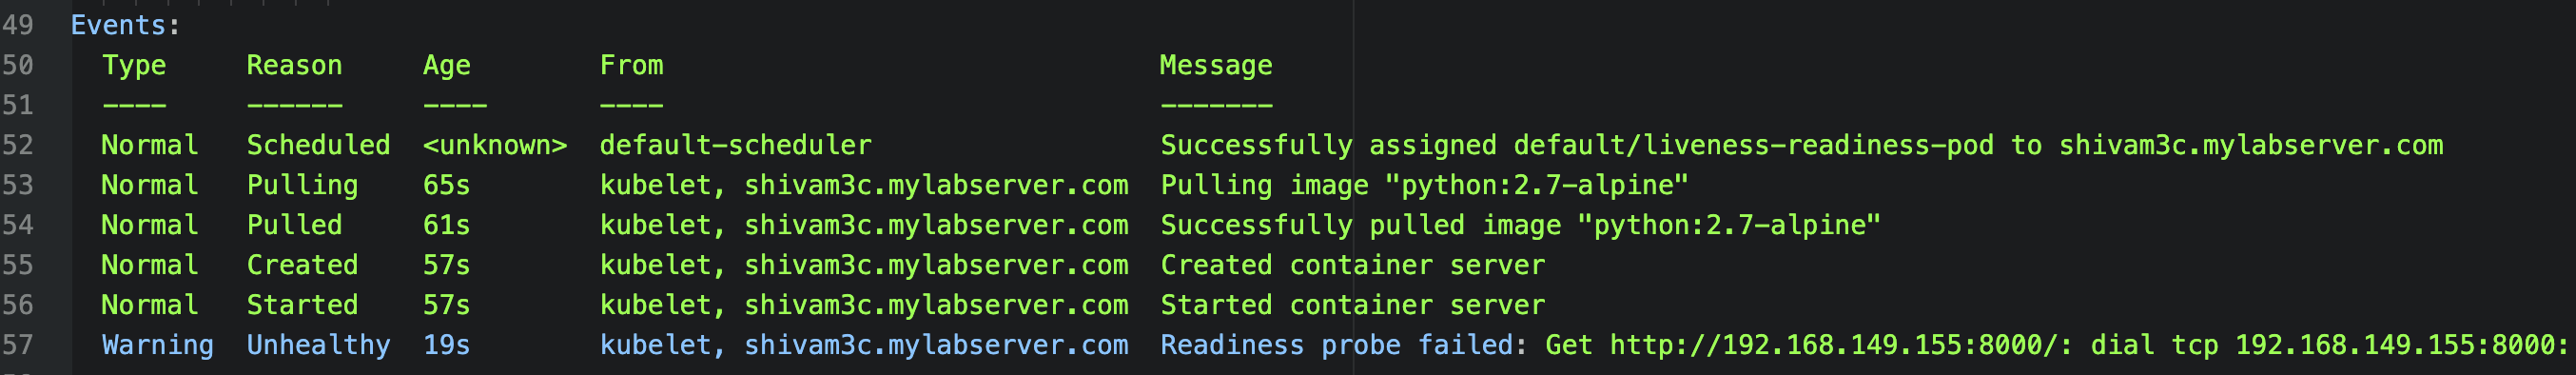 49 Events:
50 Type Reason Age From Message
51 ---- ------ ---- ---- -------
52 Normal Scheduled <unknown> default-scheduler Successfully assigned default/liveness-readiness-pod to shivam3c.mylabserver.com
53 Normal Pulling 65s kubelet, shivam3c.mylabserver.com Pulling image "python:2.7-alpine"
54 Normal Pulled 61s kubelet, shivam3c.mylabserver.com Successfully pulled image "python:2.7-alpine"
55 Normal Created 57s kubelet, shivam3c.mylabserver.com Created container server
56 Normal Started 57s kubelet, shivam3c.mylabserver.com Started container server
57 Warning Unhealthy 19s kubelet, shivam3c.mylabserver.com Readiness probe failed: Get http://192.168.149.155:8000/: dial tcp 192.168.149.155:8000: